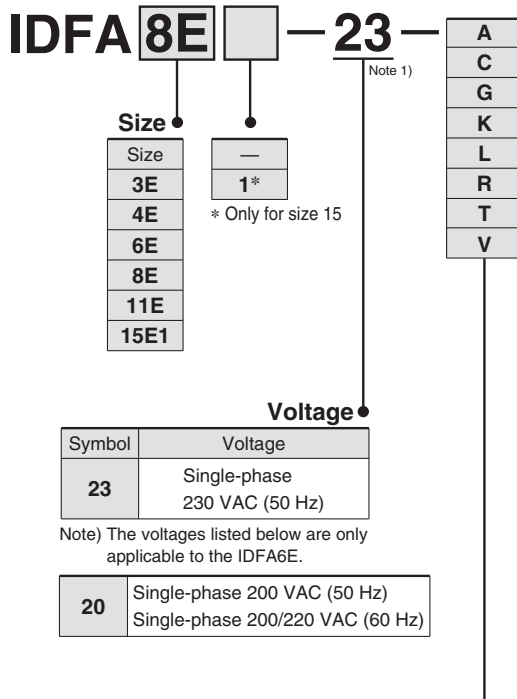 IDFA 8E — 23 —
Note 1)
A
C
G
K
L
R
T
V
Size
Size
3E
4E
6E
8E
11E
15E1
—
1*
* Only for size 15
Voltage
Symbol Voltage
23 Single-phase
230 VAC (50 Hz)
Note) The voltages listed below are only
applicable to the IDFA6E.
20 Single-phase 200 VAC (50 Hz)
Single-phase 200/220 VAC (60 Hz)